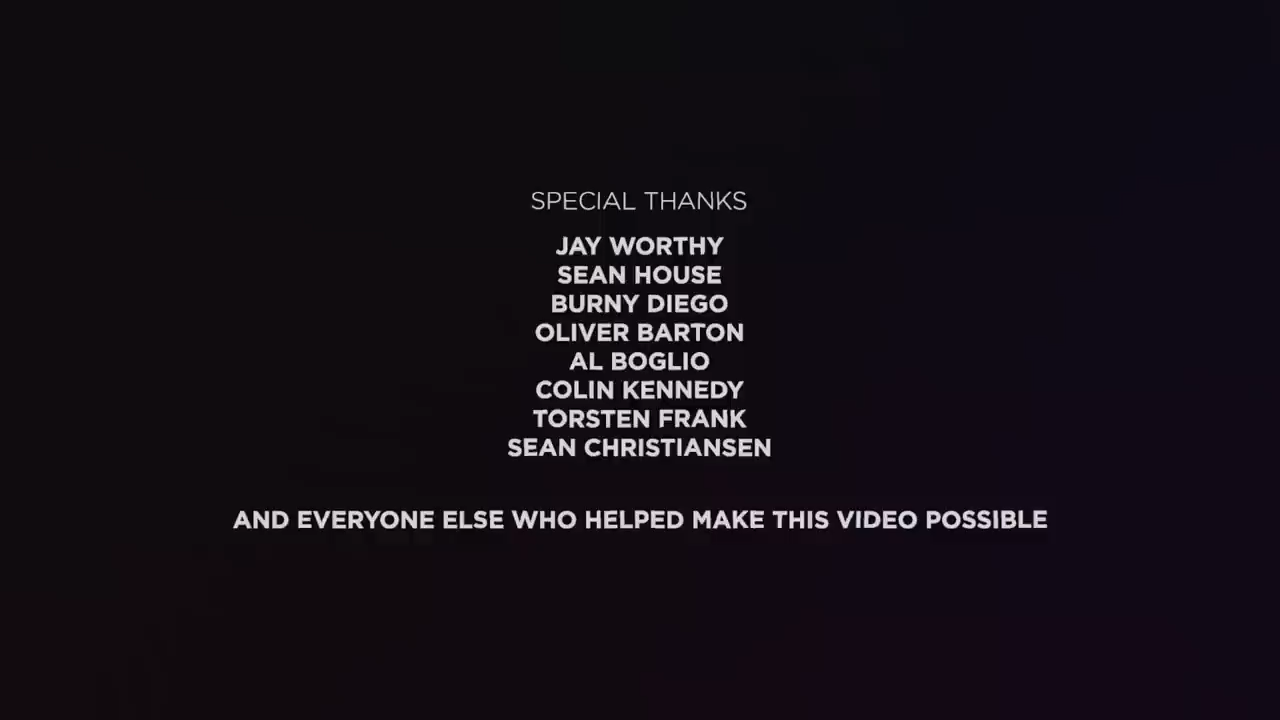 SPECIAL THANKS
JAY WORTHY
SEAN HOUSE
BURNY DIEGO
OLIVER BARTON
AL BOGLIO
COLIN KENNEDY
TORSTEN FRANK
SEAN CHRISTIANSEN
AND EVERYONE ELSE WHO HELPED MAKE THIS VIDEO POSSIBLE